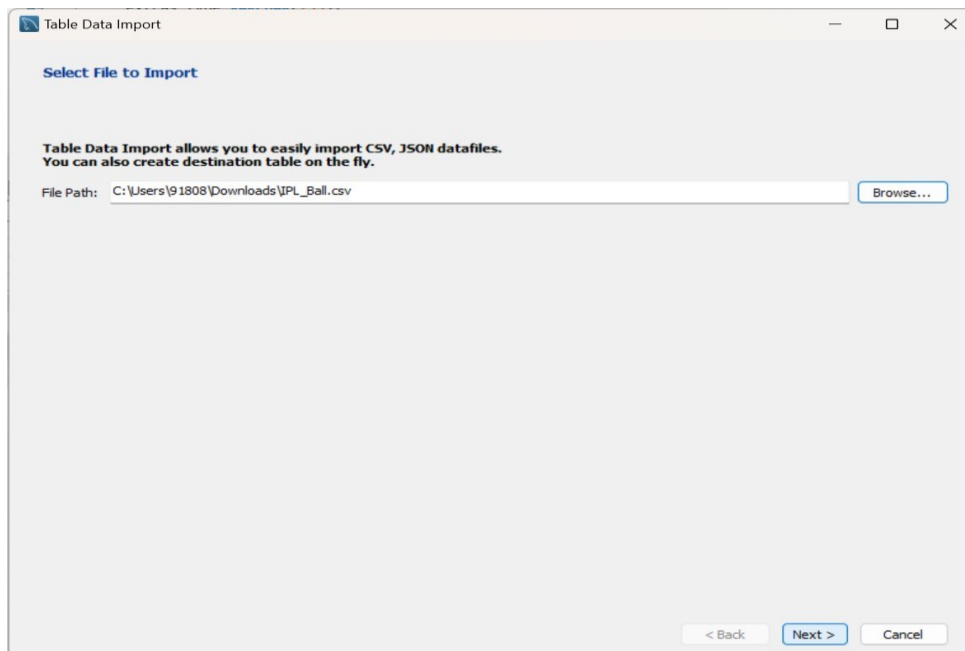 Table Data Import
Select File to Import
Table Data Import allows you to easily import CSV, JSON datafiles.
You can also create destination table on the fly.
File Path: C:\Users\91808\Downloads\IPL_Ball.csv Browse...
< Back Next > Cancel